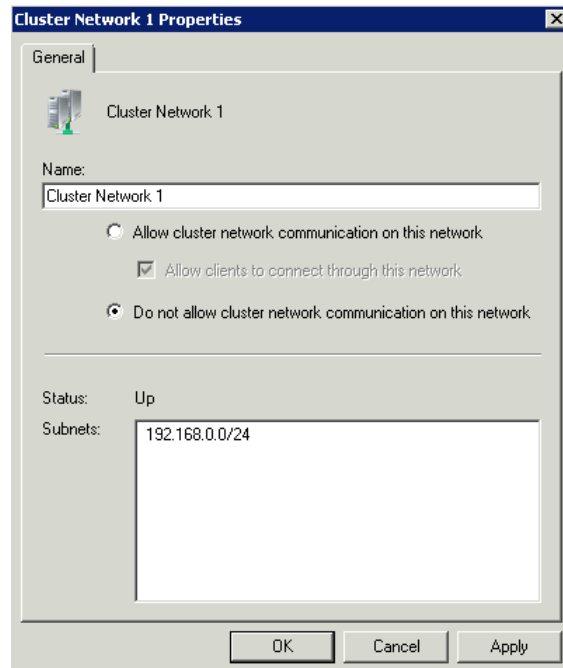 Cluster Network 1 Properties
General
Cluster Network 1
Name:
Cluster Network 1
Allow cluster network communication on this network
Allow clients to connect through this network
Do not allow cluster network communication on this network
Status: Up
Subnets: 192.168.0.0/24
OK Cancel Apply